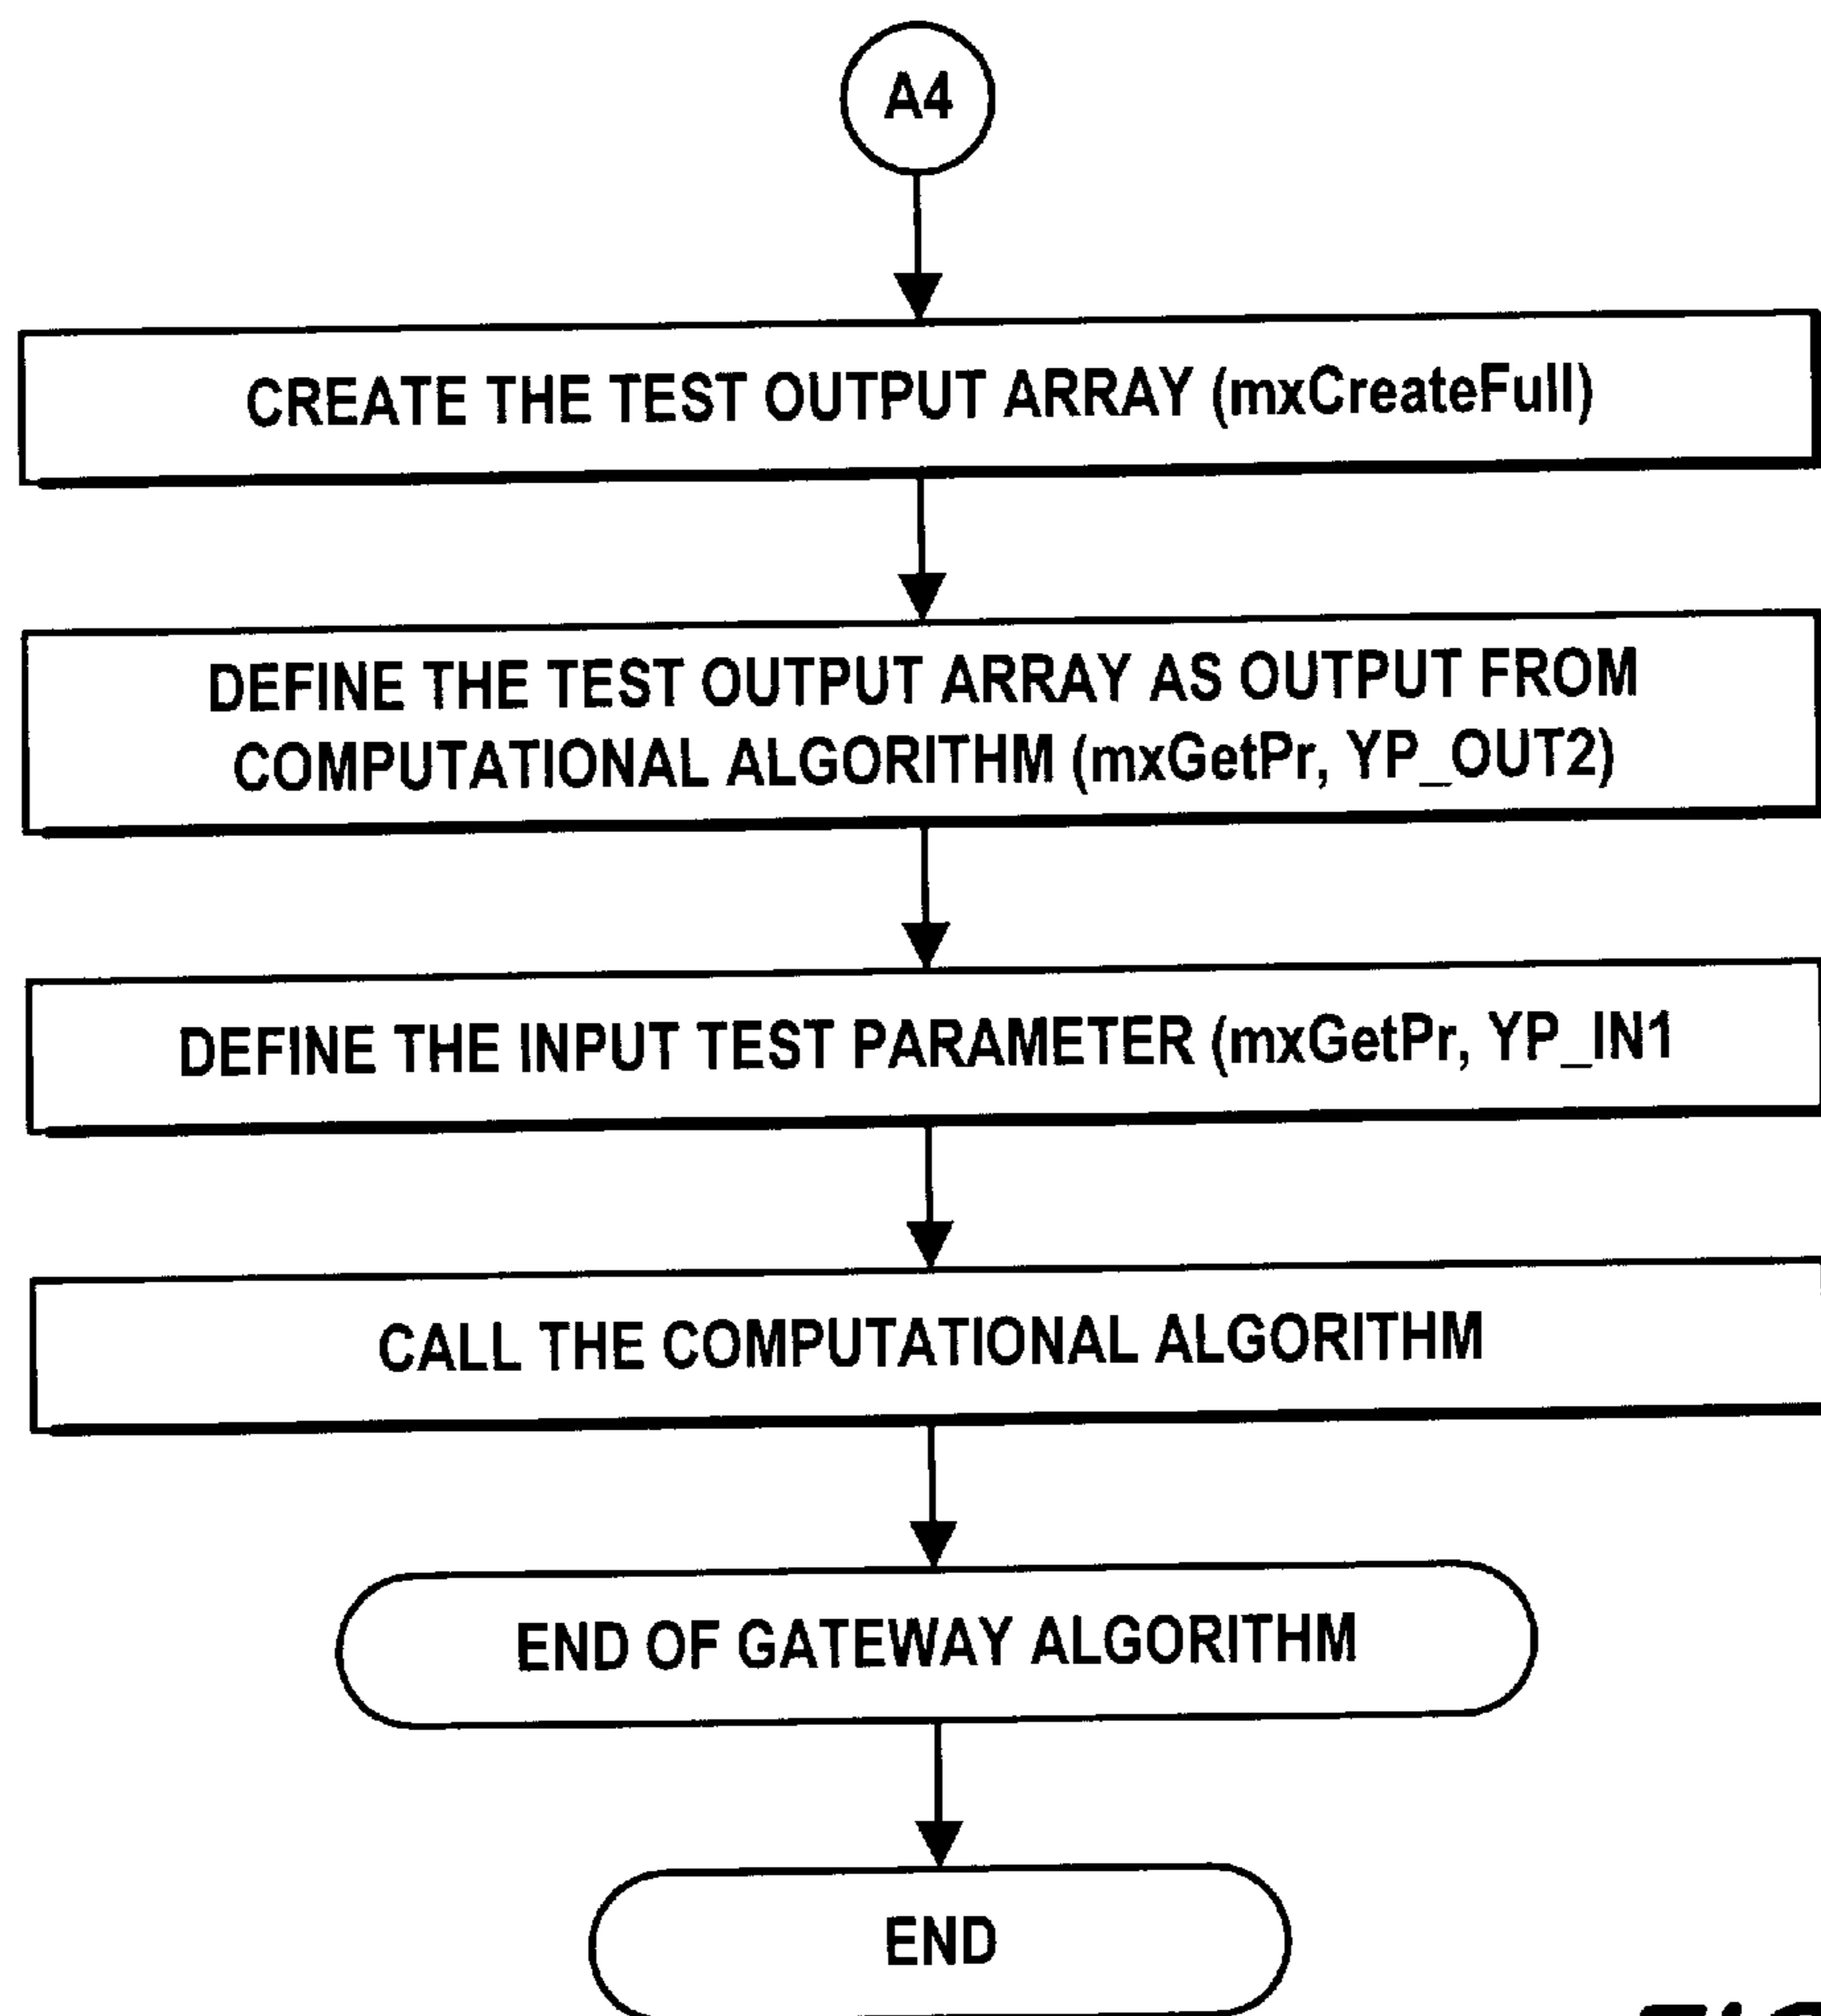 A4
CREATE THE TEST OUTPUT ARRAY (mxCreateFull)
DEFINE THE TEST OUTPUT ARRAY AS OUTPUT FROM
COMPUTATIONAL ALGORITHM (mxGetPr, YP_OUT2)
DEFINE THE INPUT TEST PARAMETER (mxGetPr, YP_IN1
CALL THE COMPUTATIONAL ALGORITHM
END OF GATEWAY ALGORITHM
END